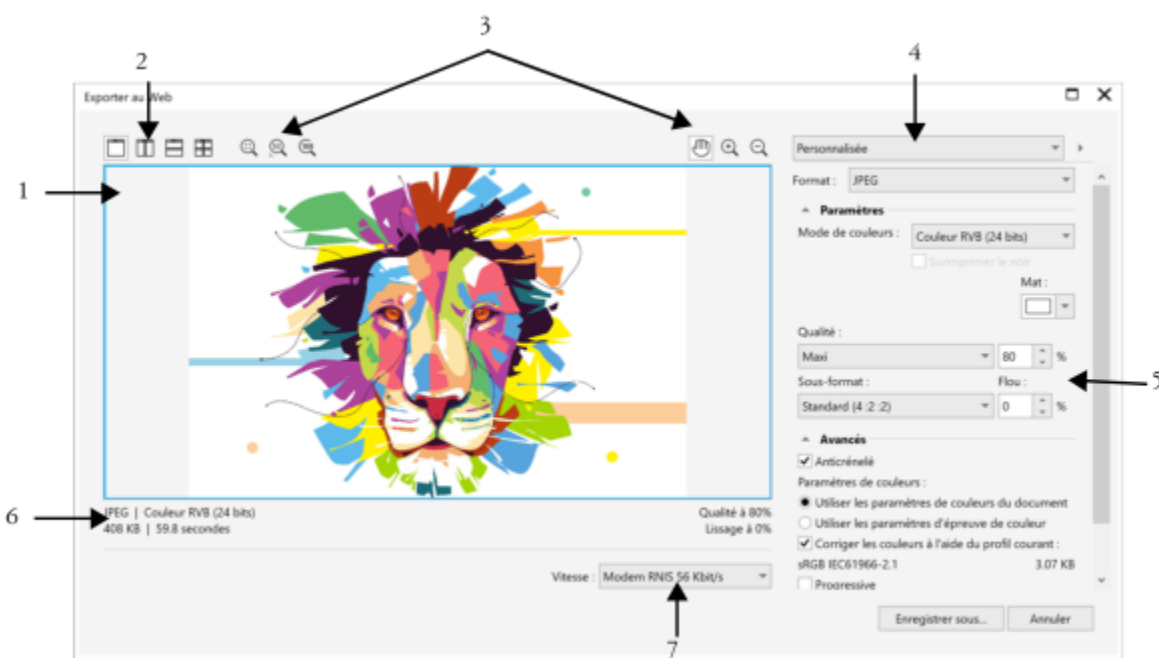 3
2
4
Exporter au Web
Personnalisée
1
Format : JPEG
Paramètres
Mode de couleurs : Couleur RVB (24 bits)
Surimprimer le noir
Mat :
Qualité :
Maxi 80 %
5
Sous-format : Flou :
Standard (4 :2 :2) 0 %
Avancés
Anticrénelé
Paramètres de couleurs :
Utiliser les paramètres de couleurs du document
Utiliser les paramètres d'épreuve de couleur
Corriger les couleurs à l'aide du profil courant :
sRGB IEC61966-2.1 3.07 KB
Progressive
6
JPEG | Couleur RVB (24 bits) Qualité à 80%
408 KB | 59.8 secondes Lissage à 0%
Vitesse : Modem RNIS 56 Kbit/s
Enregistrer sous... Annuler
7